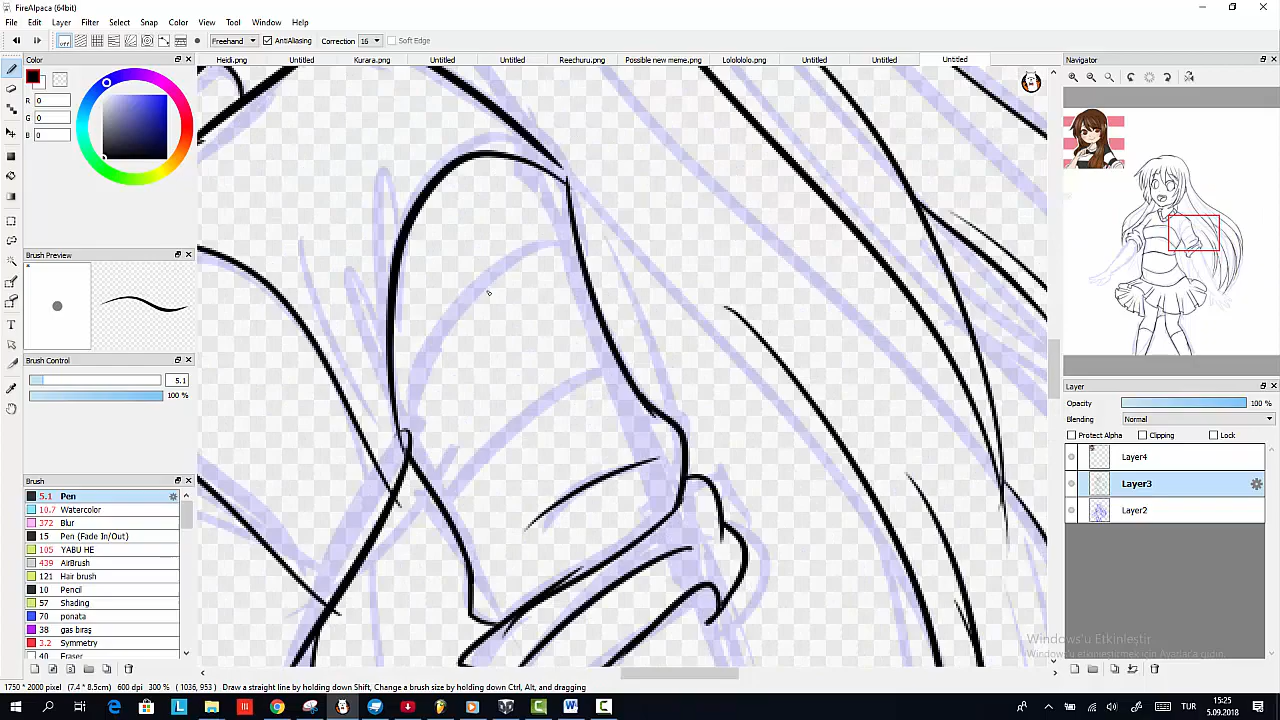 FireAlpaca (64bit)
File Edit Layer Filter Select Snap Color View Tool Window Help
off Freehand AntiAliasing Correction 16 Soft Edge
Heidi.png Untitled Kurara.png Untitled Untitled Reechuru.png Possible new meme.png Lolololo.png Untitled Untitled Untitled
Color
R 0
G 0
B 0
Brush Preview
Brush Control
5.1
100 %
Brush
5.1 Pen
10.7 Watercolor
372 Blur
15 Pen (Fade In/Out)
105 YABU HE
439 AirBrush
121 Hair brush
10 Pencil
57 Shading
70 ponata
38 gas biraş
3.2 Symmetry
40 Eraser
Navigator
Layer
Opacity 100 %
Blending Normal
Protect Alpha Clipping Lock
Layer4
Layer3
Layer2
Windows'u Etkinleştir
Windows'u etkinleştirmek için Ayarlar'a gidin.
1750 * 2000 pixel (7.4 * 8.5cm) 600 dpi 300 % ( 1036, 953 ) Draw a straight line by holding down Shift, Change a brush size by holding down Ctrl, Alt, and dragging
TUR 15:25
5.09.2018